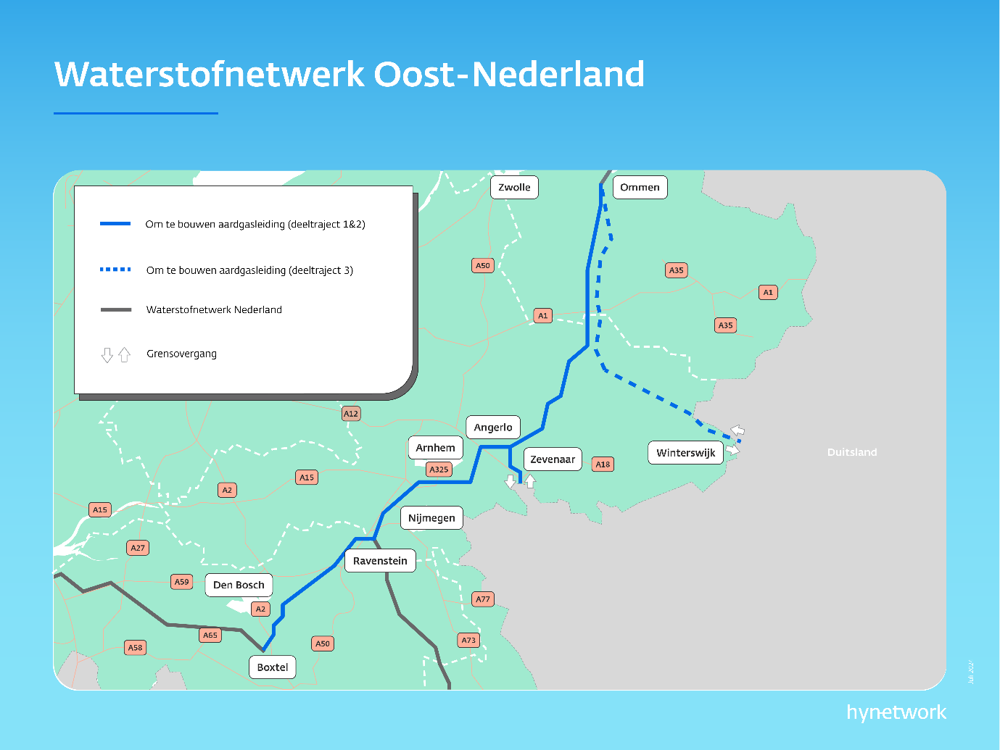 Waterstofnetwerk Oost-Nederland
Zwolle
Ommen
Om te bouwen aardgasleiding (deeltraject 1&2)
Om te bouwen aardgasleiding (deeltraject 3)
Waterstofnetwerk Nederland
Grensovergang
A50
A35
A1
A1
A35
A12
Angerlo
Arnhem
A325
Zevenaar
A18
Winterswijk
Duitsland
A15
A2
A15
Nijmegen
A27
Ravenstein
A59
Den Bosch
A2
A77
A65
A58
A50
A73
Boxtel
hynetwork